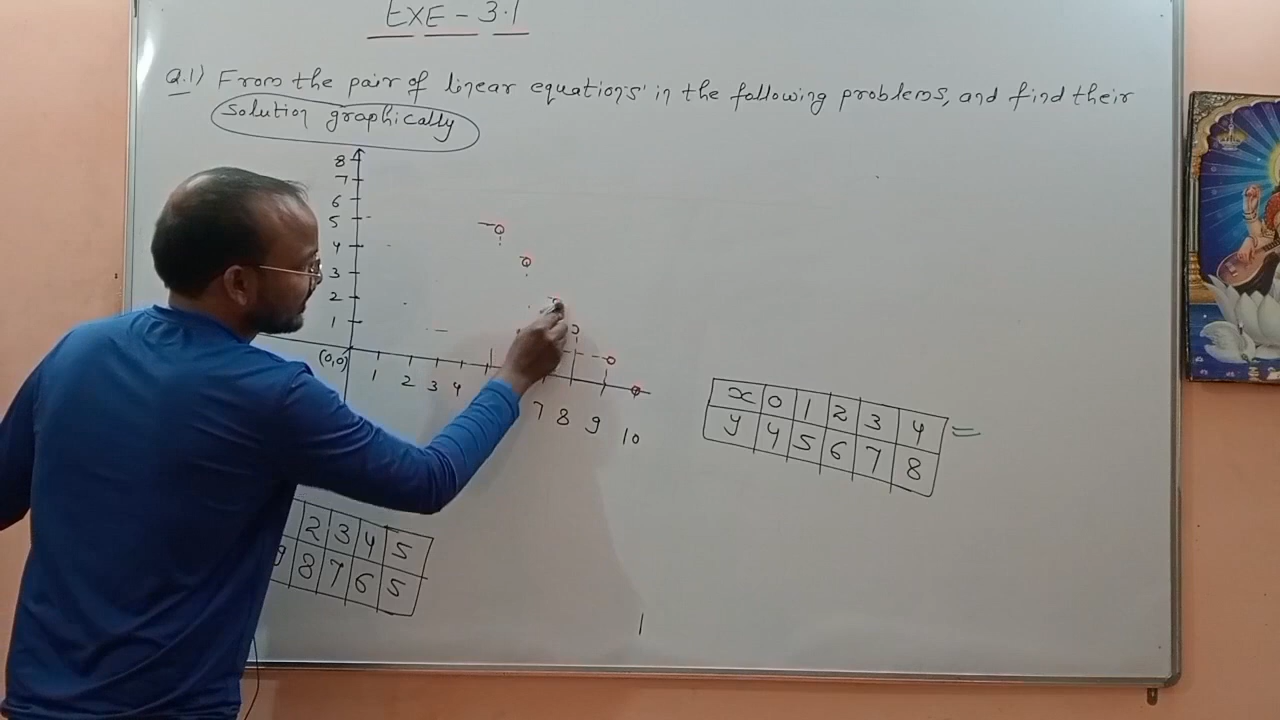 EXE - 3.1
Q.1) From the pair of linear equations in the following problems, and find their
solution graphically
8
7
6
5
4
3
2
1
(0,0) 1 2 3 4 7 8 9 10
x 0 1 2 3 4 =
y 4 5 6 7 8
2 3 4 5
9 8 7 6 5